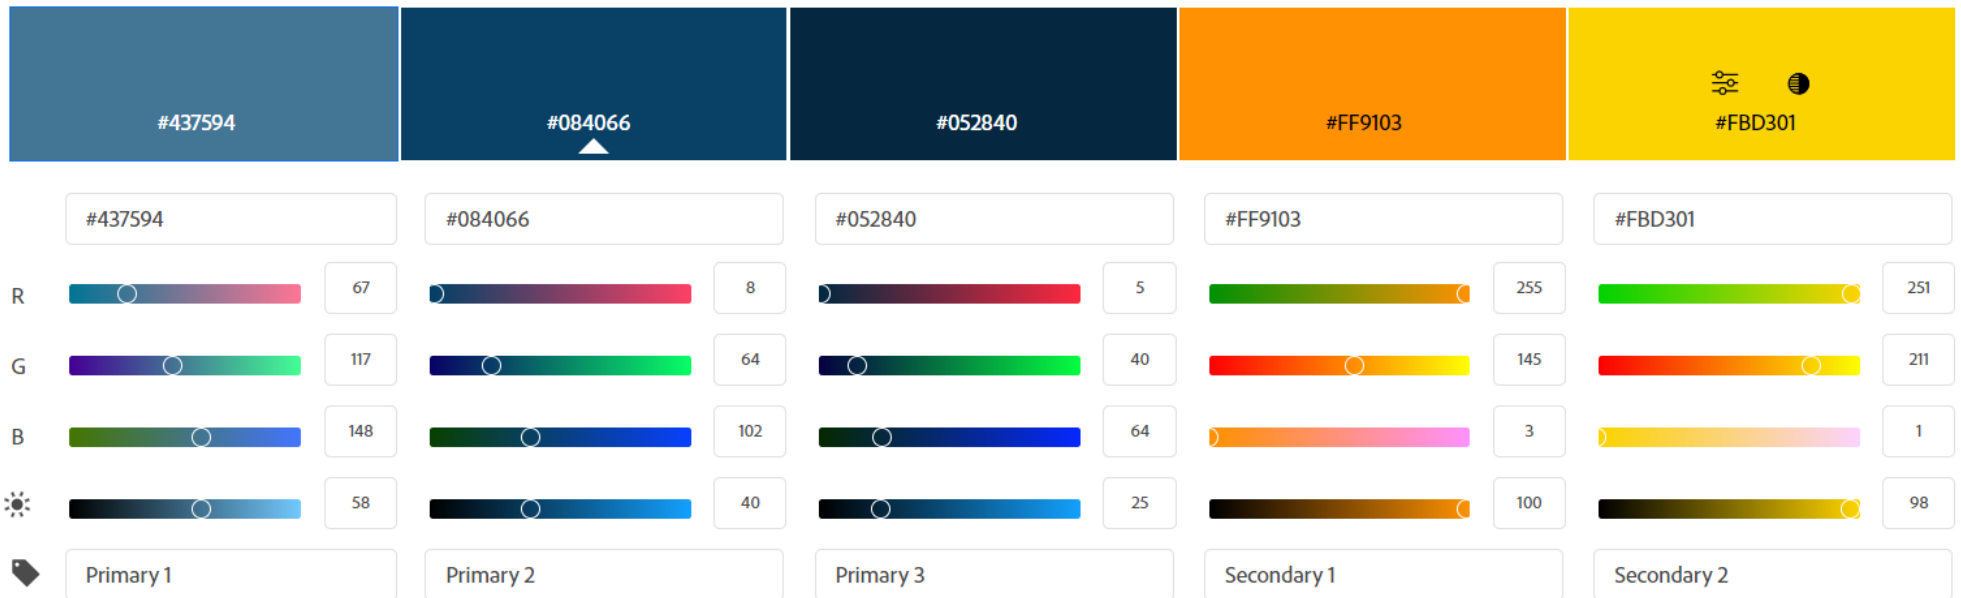 #437594 #084066 #052840 #FF9103 #FBD301
#437594 #084066 #052840 #FF9103 #FBD301
R 67 8 5 255 251
G 117 64 40 145 211
B 148 102 64 3 1
58 40 25 100 98
Primary 1 Primary 2 Primary 3 Secondary 1 Secondary 2